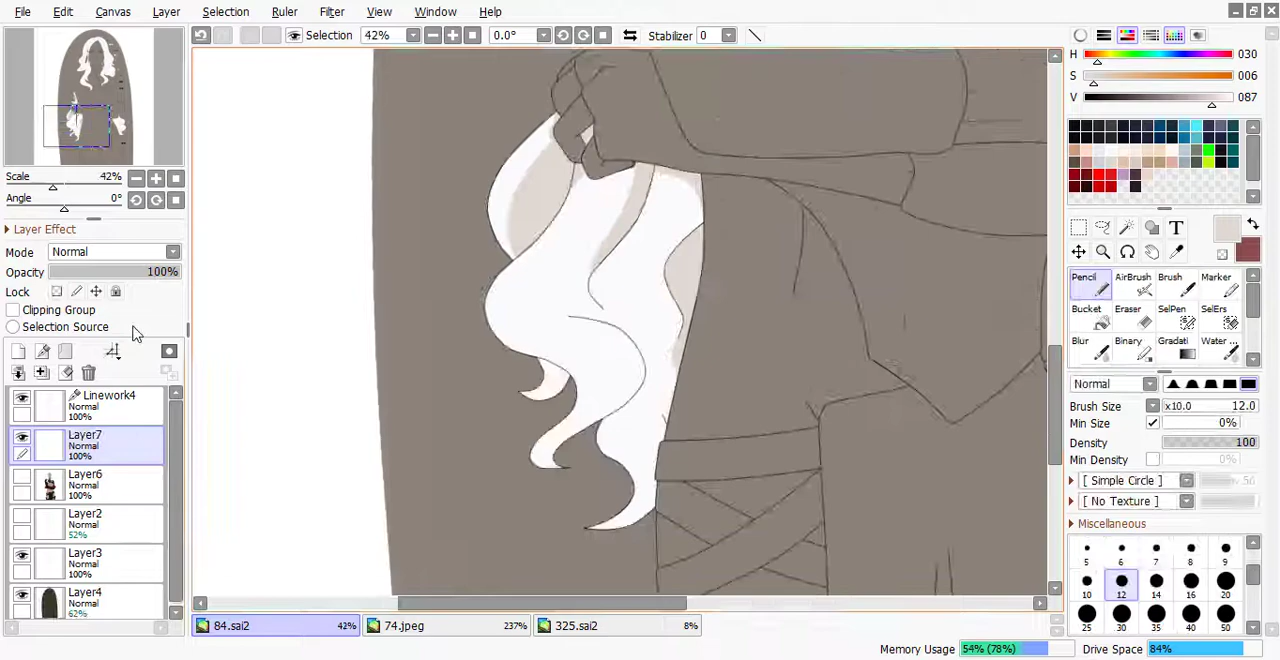 File Edit Canvas Layer Selection Ruler Filter View Window Help
Selection 42% 0.0° Stabilizer 0
H 030
S 006
V 087
Scale 42%
Angle 0°
Layer Effect
Mode Normal
Opacity 100%
Lock
Clipping Group
Selection Source
Linework4
Normal
100%
Layer7
Normal
100%
Layer6
Normal
100%
Layer2
Normal
52%
Layer3
Normal
100%
Layer4
Normal
62%
T
Pencil AirBrush Brush Marker
Bucket Eraser SelPen SelErs
Blur Binary Gradati Water ...
Normal
Brush Size x10.0 12.0
Min Size 0%
Density 100
Min Density 0%
[ Simple Circle ]
[ No Texture ]
Miscellaneous
5 6 7 8 9
10 12 14 16 20
25 30 35 40 50
84.sai2 42% 74.jpeg 237% 325.sai2 8%
Memory Usage 54% (78%) Drive Space 84%